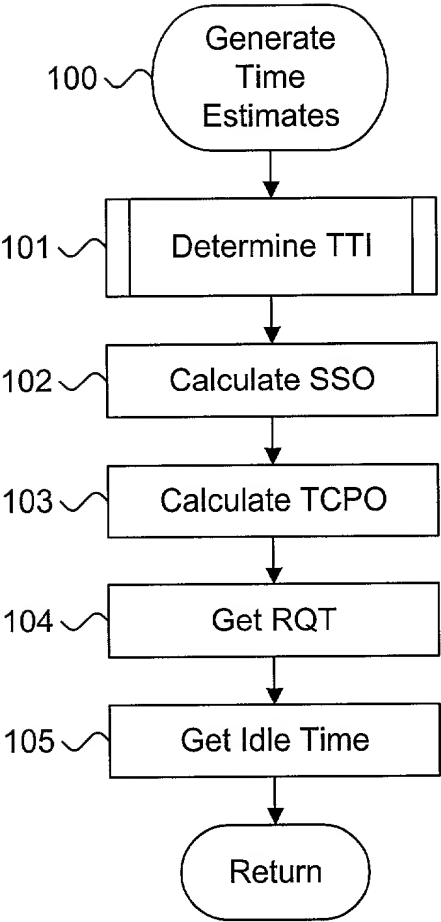 Generate
Time
Estimates
100
Determine TTI
101
Calculate SSO
102
Calculate TCPO
103
Get RQT
104
Get Idle Time
105
Return